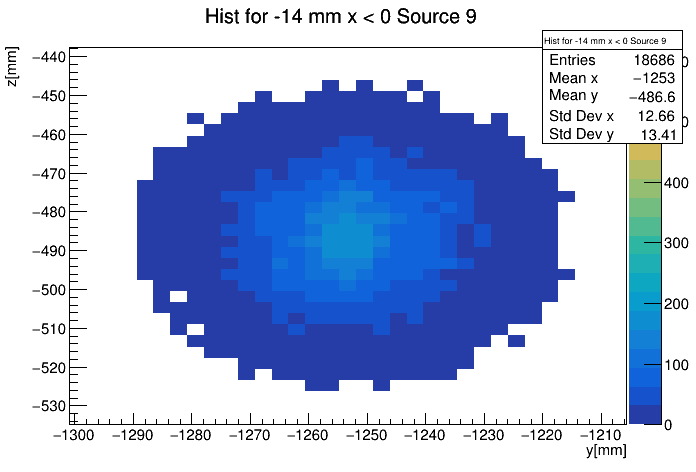 Hist for -14 mm x < 0 Source 9
Hist for -14 mm x < 0 Source 9
Entries 18686
Mean x −1253
Mean y −486.6
Std Dev x 12.66
Std Dev y 13.41
z[mm]
−440
−450
−460
−470
−480
−490
−500
−510
−520
−530
−1300 −1290 −1280 −1270 −1260 −1250 −1240 −1230 −1220 −1210
y[mm]
400
300
200
100
0